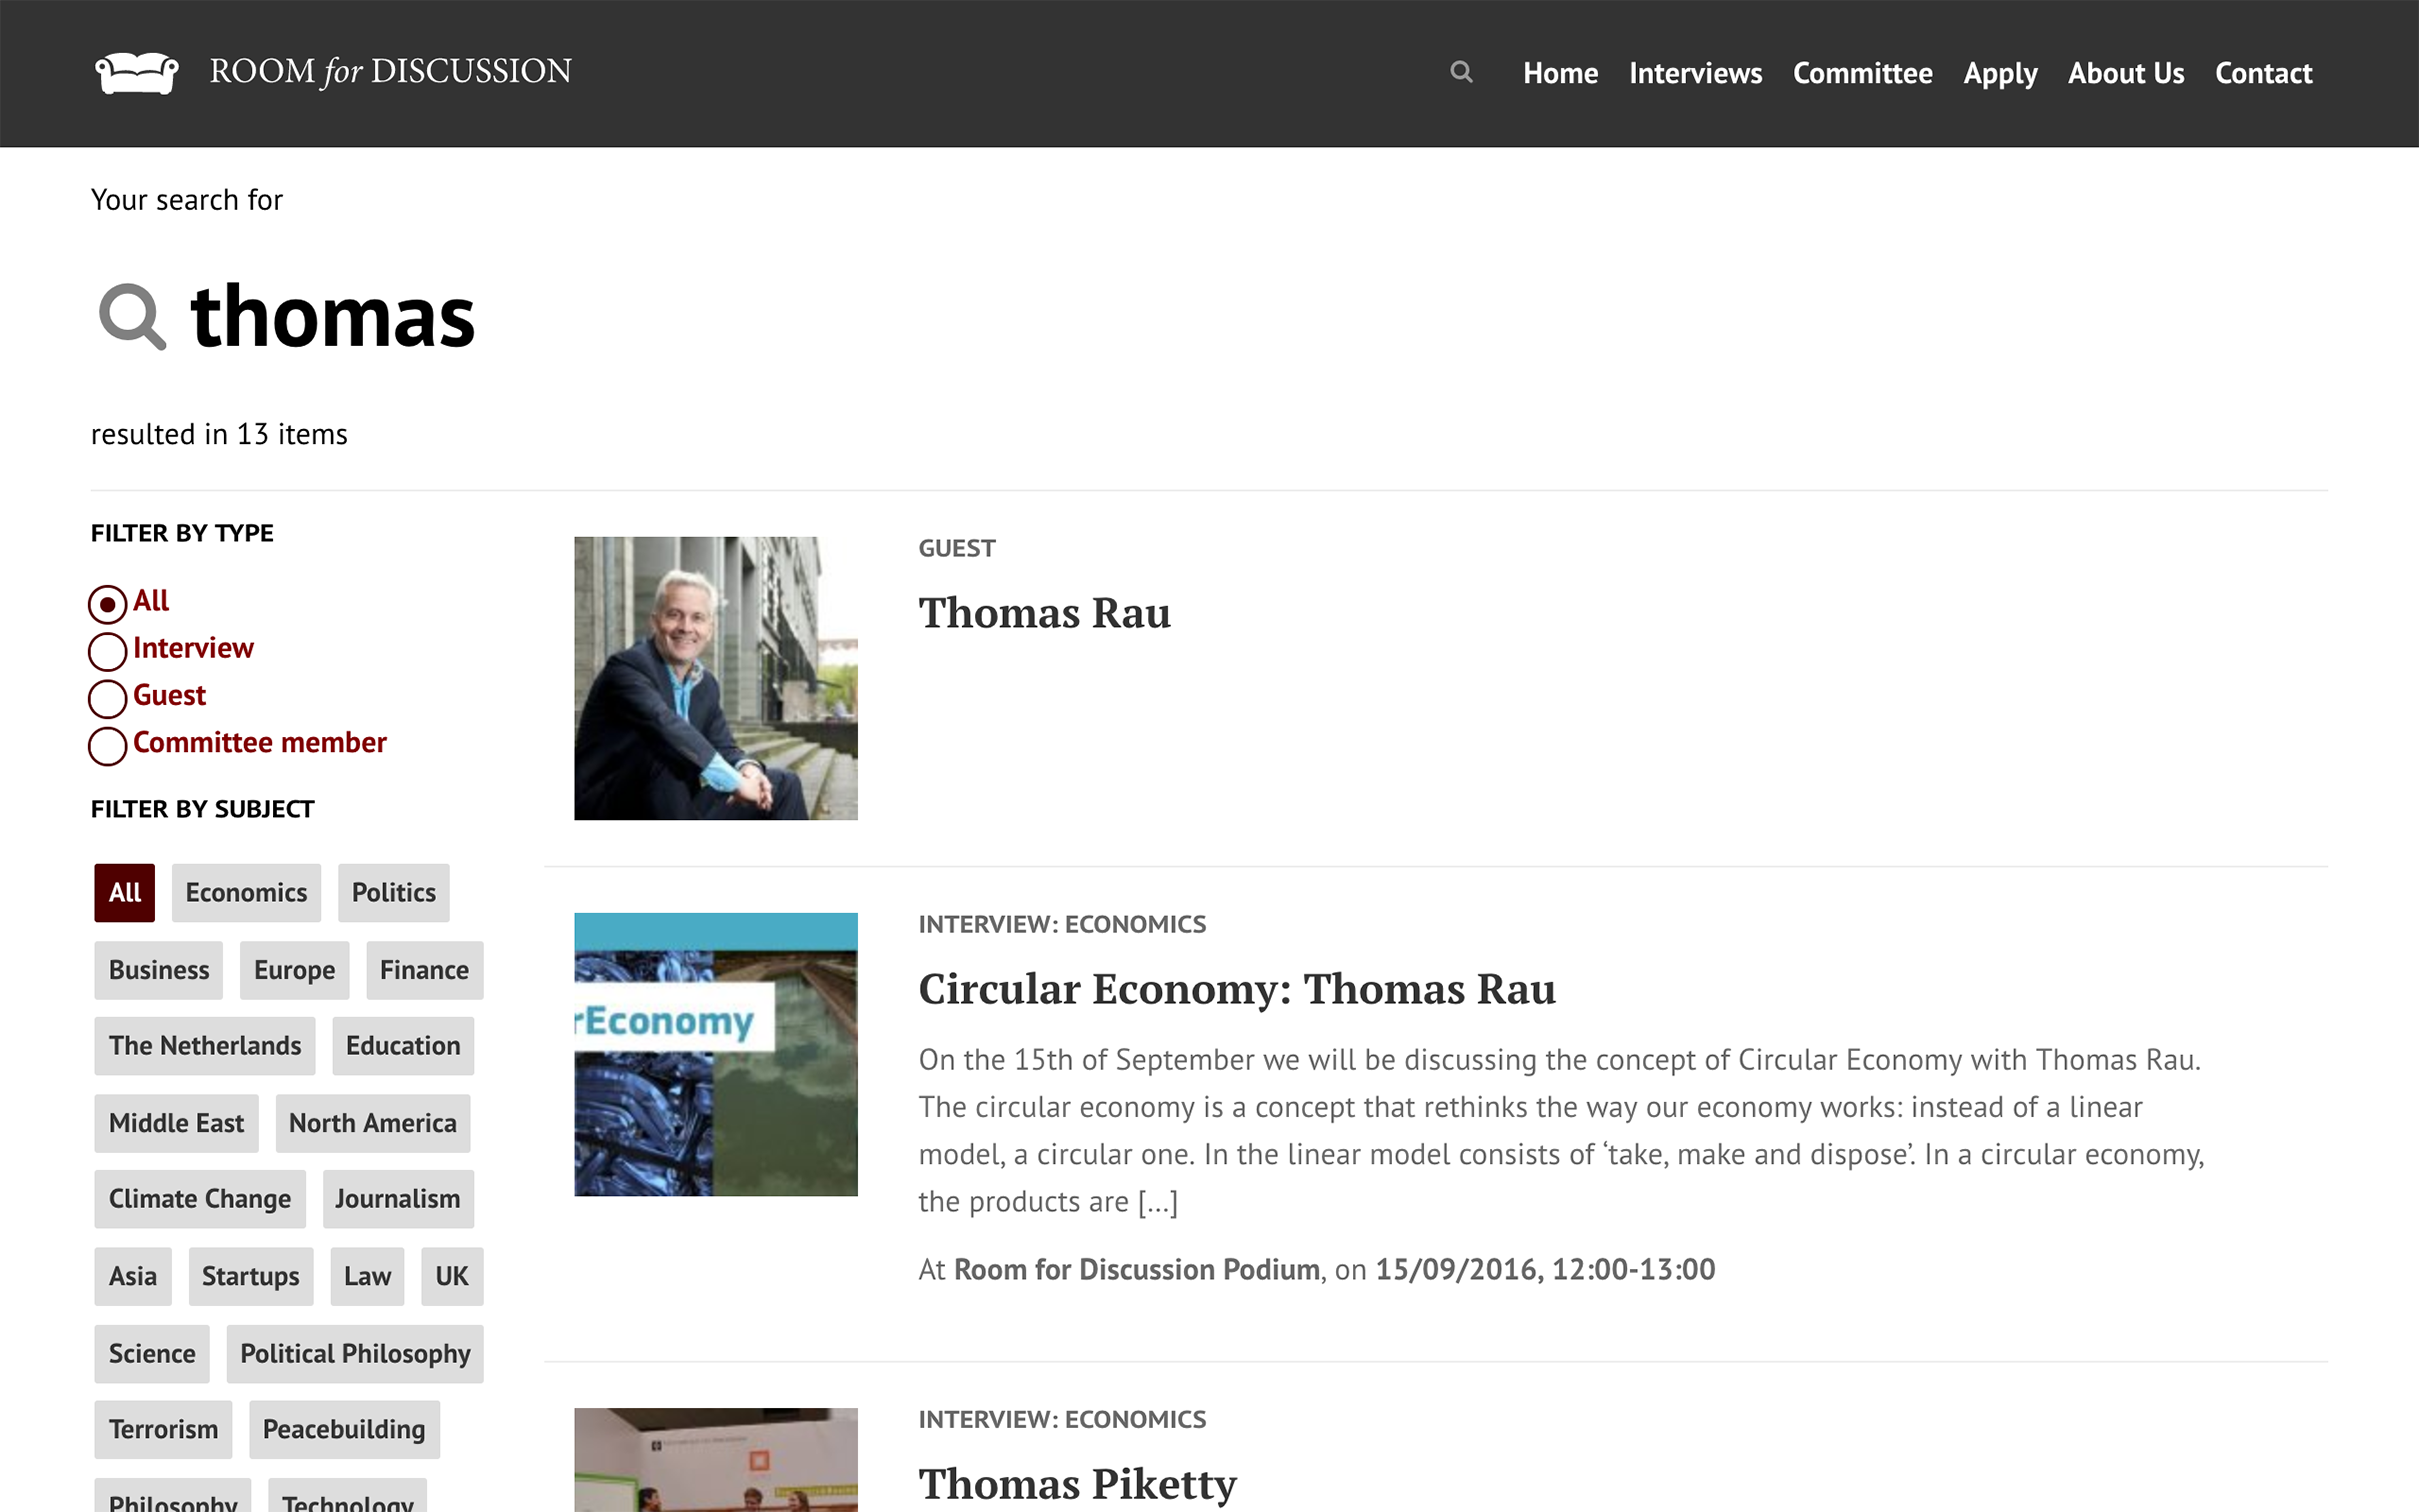 ROOM for DISCUSSION
Home Interviews Committee Apply About Us Contact
Your search for
thomas
resulted in 13 items
FILTER BY TYPE
All
Interview
Guest
Committee member
FILTER BY SUBJECT
All Economics Politics
Business Europe Finance
The Netherlands Education
Middle East North America
Climate Change Journalism
Asia Startups Law UK
Science Political Philosophy
Terrorism Peacebuilding
Philosophy Technology
GUEST
Thomas Rau
rEconomy
INTERVIEW: ECONOMICS
Circular Economy: Thomas Rau
On the 15th of September we will be discussing the concept of Circular Economy with Thomas Rau.
The circular economy is a concept that rethinks the way our economy works: instead of a linear
model, a circular one. In the linear model consists of ‘take, make and dispose’. In a circular economy,
the products are [...]
At Room for Discussion Podium, on 15/09/2016, 12:00-13:00
INTERVIEW: ECONOMICS
Thomas Piketty